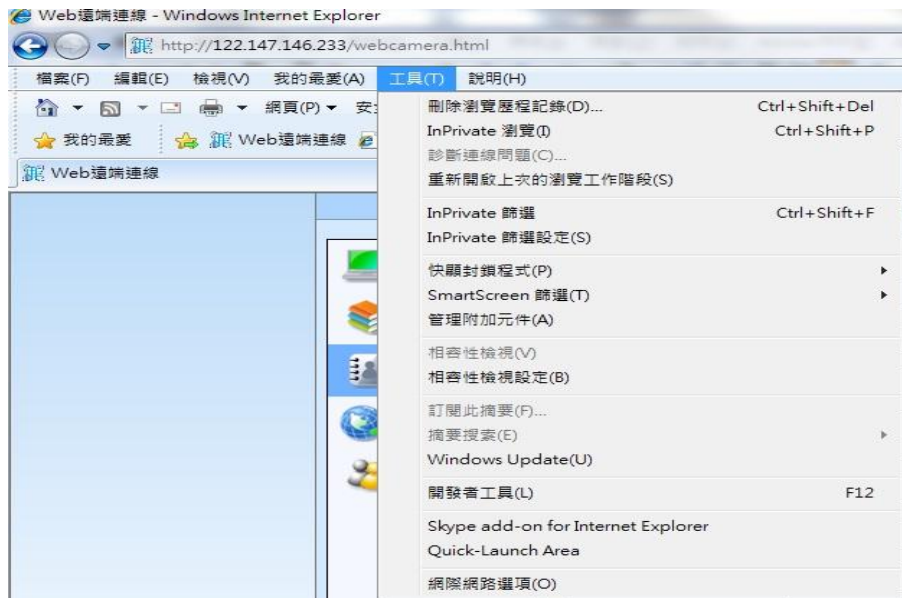 Web遠端連線 - Windows Internet Explorer
http://122.147.146.233/webcamera.html
檔案(F) 編輯(E) 檢視(V) 我的最愛(A) 工具(T) 說明(H)
網頁(P) 安
我的最愛 Web遠端連線
Web遠端連線
刪除瀏覽歷程記錄(D)... Ctrl+Shift+Del
InPrivate 瀏覽(I) Ctrl+Shift+P
診斷連線問題(C)...
重新開啟上次的瀏覽工作階段(S)
InPrivate 篩選 Ctrl+Shift+F
InPrivate 篩選設定(S)
快顯封鎖程式(P)
SmartScreen 篩選(T)
管理附加元件(A)
相容性檢視(V)
相容性檢視設定(B)
訂閱此摘要(F)...
摘要搜索(E)
Windows Update(U)
開發者工具(L) F12
Skype add-on for Internet Explorer
Quick-Launch Area
網際網路選項(O)